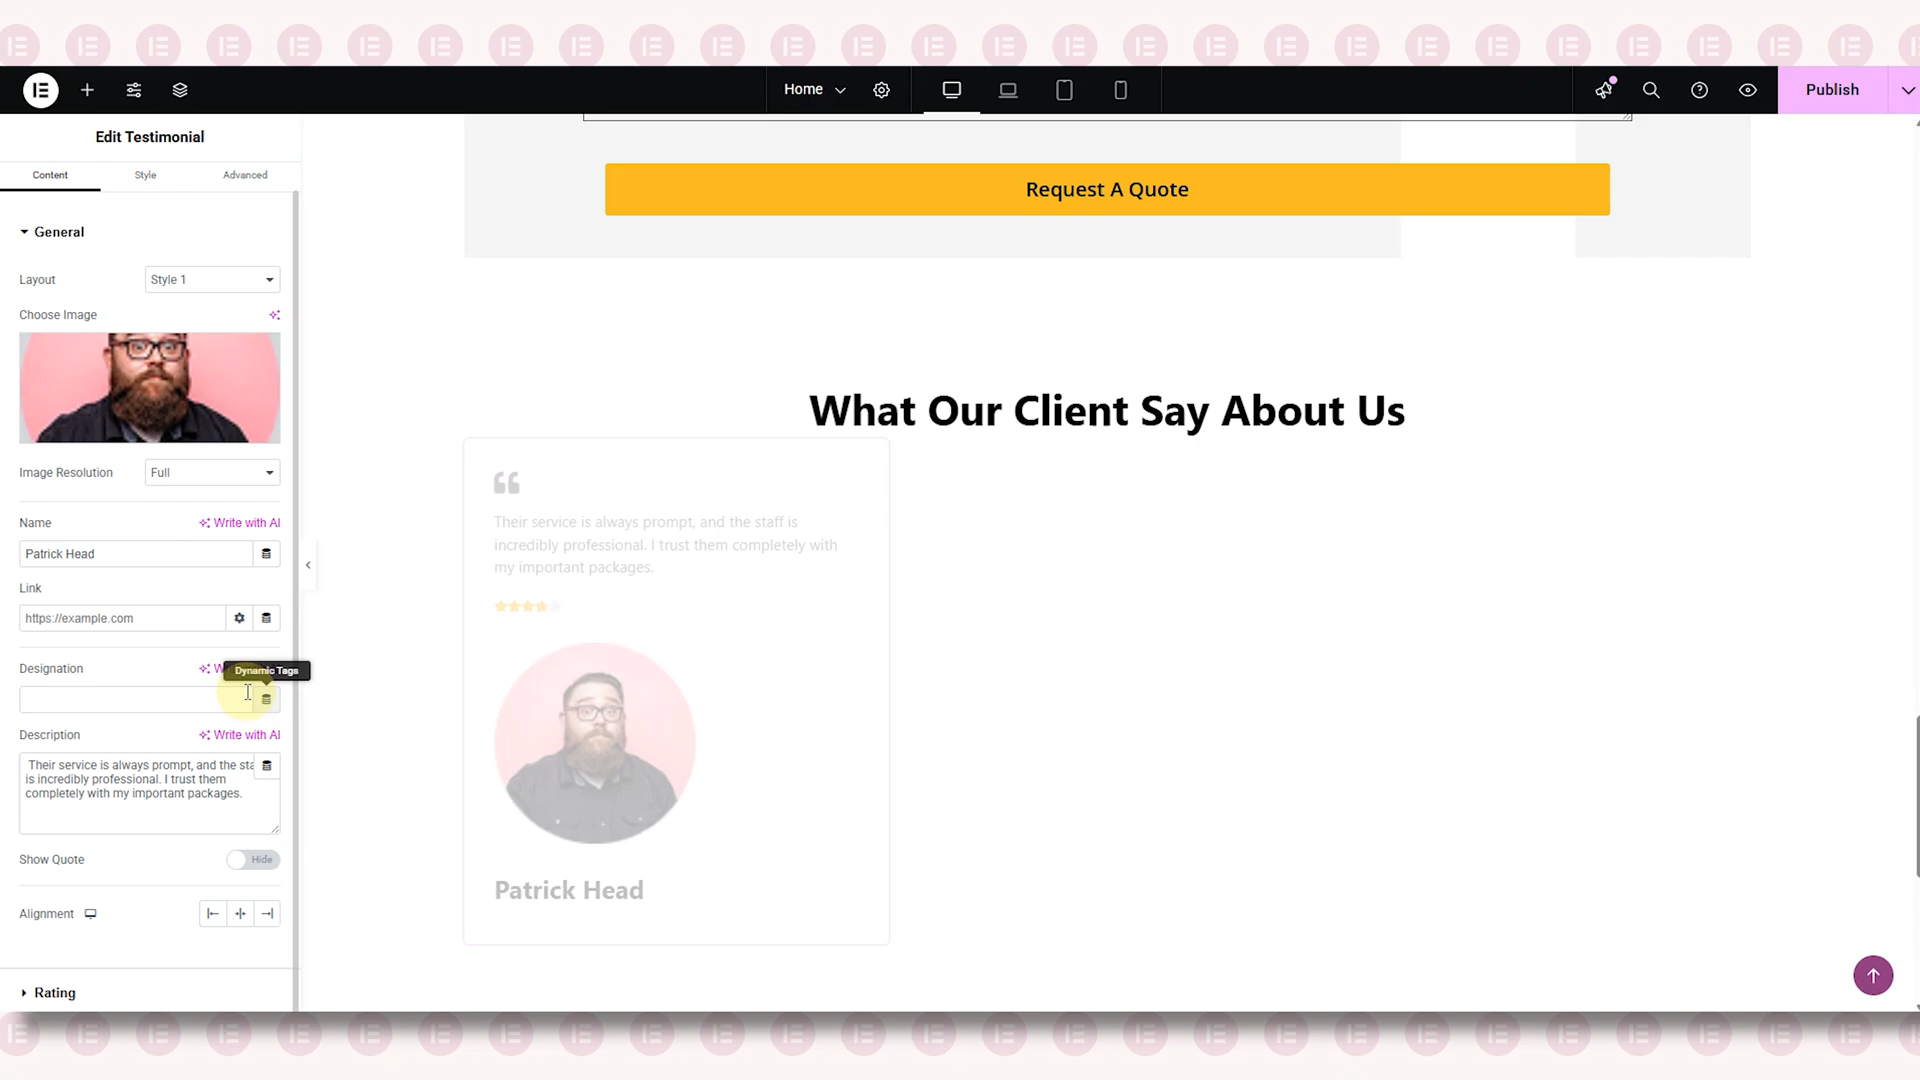 Home
Publish
Edit Testimonial
Content
Style
Advanced
General
Layout
Style 1
Choose Image
Image Resolution
Full
Name
Write with AI
Patrick Head
Link
https://example.com
Designation
Dynamic Tags
Description
Write with AI
Their service is always prompt, and the sta
is incredibly professional. I trust them
completely with my important packages.
Show Quote
Hide
Alignment
Rating
Request A Quote
What Our Client Say About Us
Their service is always prompt, and the staff is
incredibly professional. I trust them completely with
my important packages.
Patrick Head